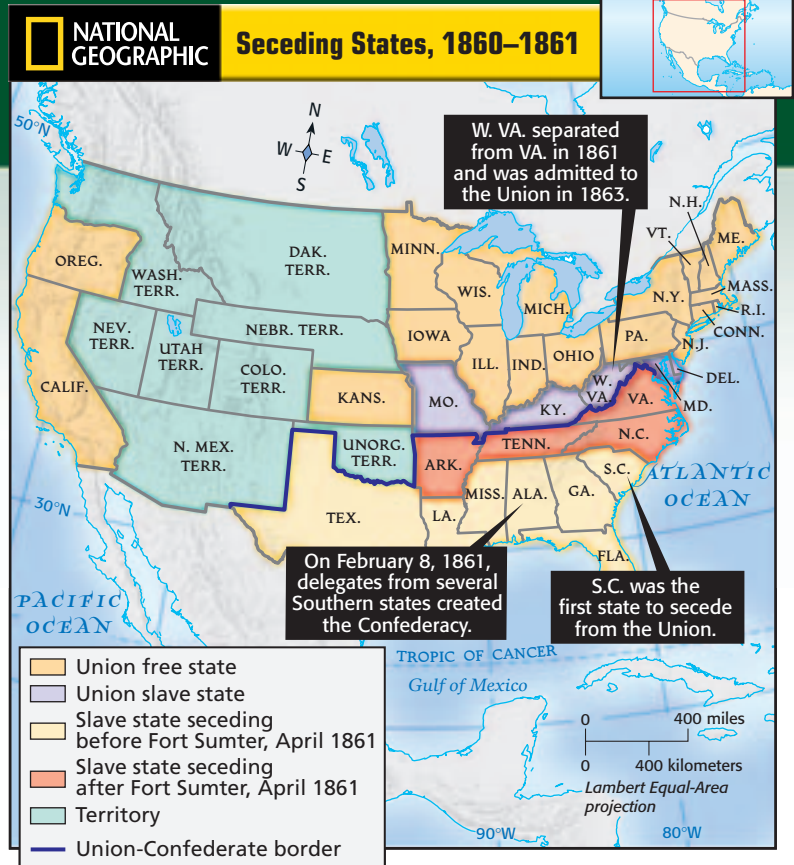 NATIONAL
GEOGRAPHIC
Seceding States, 1860–1861
50°N
N
W
E
S
W. VA. separated
from VA. in 1861
and was admitted to
the Union in 1863.
N.H.
VT.
ME.
OREG.
WASH.
TERR.
DAK.
TERR.
MINN.
WIS.
MICH.
N.Y.
MASS.
R.I.
CONN.
NEV.
TERR.
UTAH
TERR.
NEBR. TERR.
COLO.
TERR.
IOWA
ILL.
IND.
OHIO
PA.
N.J.
DEL.
MD.
CALIF.
KANS.
MO.
KY.
W.
VA.
VA.
N. MEX.
TERR.
UNORG.
TERR.
ARK.
TENN.
N.C.
S.C.
ATLANTIC
OCEAN
30°N
TEX.
LA.
MISS.
ALA.
GA.
FLA.
On February 8, 1861,
delegates from several
Southern states created
the Confederacy.
S.C. was the
first state to secede
from the Union.
PACIFIC
OCEAN
TROPIC OF CANCER
Gulf of Mexico
Union free state
Union slave state
Slave state seceding
before Fort Sumter, April 1861
Slave state seceding
after Fort Sumter, April 1861
Territory
Union-Confederate border
0
400 miles
0
400 kilometers
Lambert Equal-Area
projection
90°W
80°W